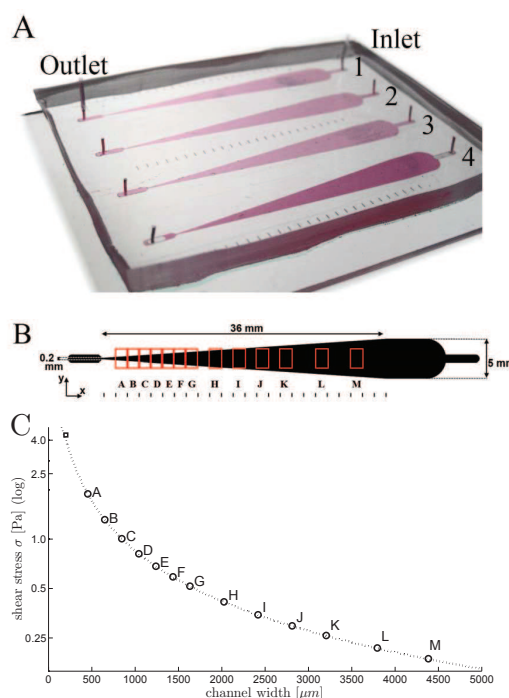 A
Outlet
Inlet
1
2
3
4
B
36 mm
0.2
mm
5 mm
y
x
A B C D E F G H I J K L M
C
shear stress σ [Pa] (log)
4.0
2.5
1.0
0.5
0.25
A
B
C
D
E
F
G
H
I
J
K
L
M
0 500 1000 1500 2000 2500 3000 3500 4000 4500 5000
channel width [μm]